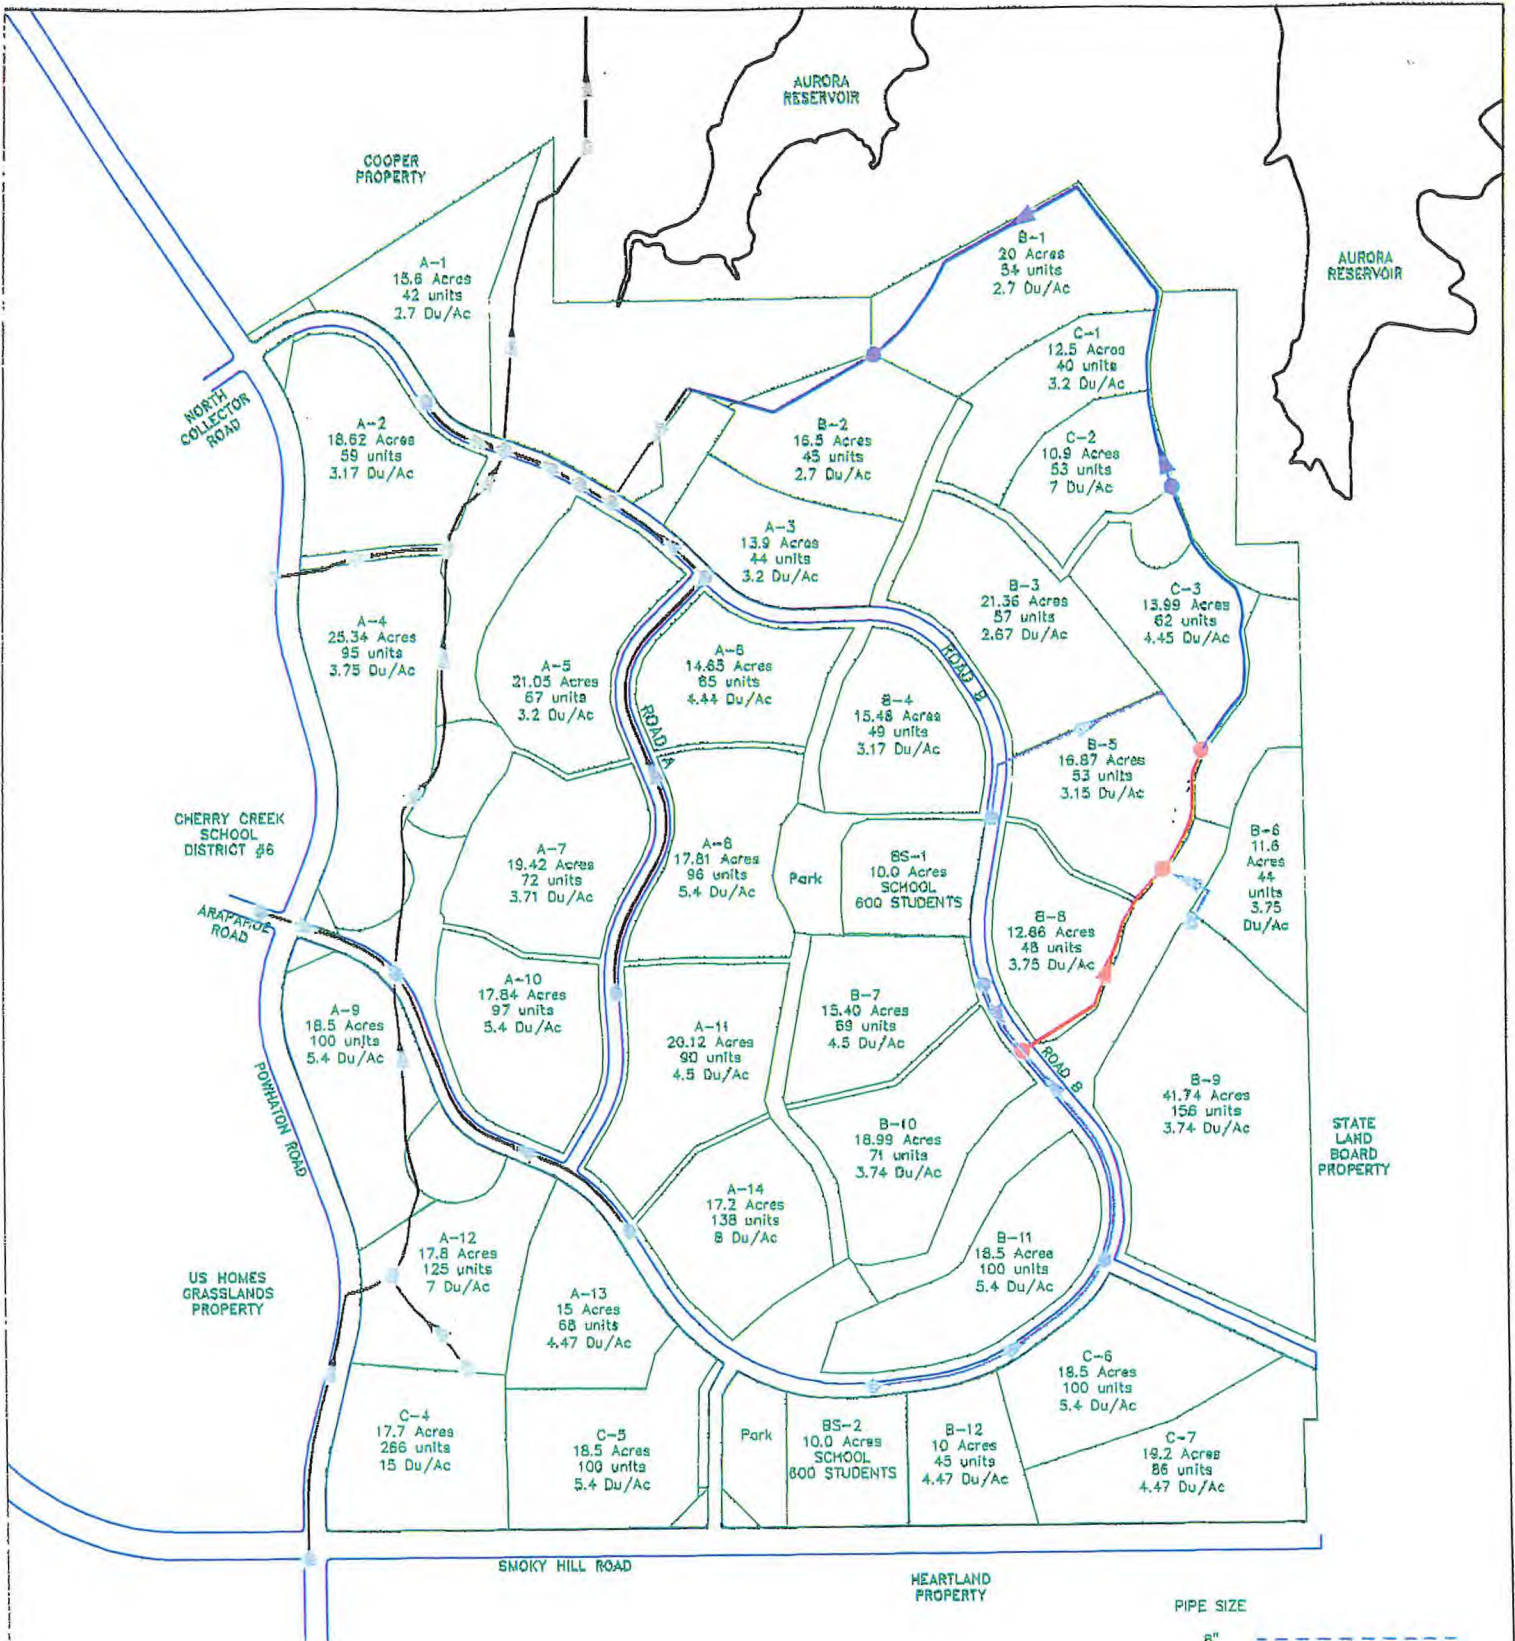 AURORA
RESERVOIR
COOPER
PROPERTY
AURORA
RESERVOIR
A-1
15.6 Acres
42 units
2.7 Du/Ac
B-1
20 Acres
54 units
2.7 Du/Ac
C-1
12.5 Acres
40 units
3.2 Du/Ac
NORTH
COLLECTOR
ROAD
A-2
18.62 Acres
59 units
3.17 Du/Ac
B-2
16.5 Acres
45 units
2.7 Du/Ac
C-2
10.9 Acres
53 units
7 Du/Ac
A-3
13.9 Acres
44 units
3.2 Du/Ac
B-3
21.36 Acres
57 units
2.67 Du/Ac
C-3
13.99 Acres
62 units
4.45 Du/Ac
A-4
25.34 Acres
95 units
3.75 Du/Ac
A-5
21.05 Acres
67 units
3.2 Du/Ac
A-6
14.65 Acres
65 units
4.44 Du/Ac
ROAD B
ROAD A
B-4
15.48 Acres
49 units
3.17 Du/Ac
B-5
16.87 Acres
53 units
3.15 Du/Ac
CHERRY CREEK
SCHOOL
DISTRICT #6
A-7
19.42 Acres
72 units
3.71 Du/Ac
A-8
17.81 Acres
96 units
5.4 Du/Ac
Park
BS-1
10.0 Acres
SCHOOL
600 STUDENTS
B-6
11.6
Acres
44
units
3.75
Du/Ac
ARAPAHOE
ROAD
B-8
12.86 Acres
48 units
3.75 Du/Ac
A-9
18.5 Acres
100 units
5.4 Du/Ac
A-10
17.84 Acres
97 units
5.4 Du/Ac
A-11
20.12 Acres
90 units
4.5 Du/Ac
B-7
15.40 Acres
69 units
4.5 Du/Ac
ROAD B
POWHATON ROAD
B-9
41.74 Acres
156 units
3.74 Du/Ac
B-10
18.99 Acres
71 units
3.74 Du/Ac
STATE
LAND
BOARD
PROPERTY
A-14
17.2 Acres
138 units
8 Du/Ac
A-12
17.8 Acres
125 units
7 Du/Ac
B-11
18.5 Acres
100 units
5.4 Du/Ac
US HOMES
GRASSLANDS
PROPERTY
A-13
15 Acres
68 units
4.47 Du/Ac
C-6
18.5 Acres
100 units
5.4 Du/Ac
C-4
17.7 Acres
266 units
15 Du/Ac
C-5
18.5 Acres
100 units
5.4 Du/Ac
Park
BS-2
10.0 Acres
SCHOOL
600 STUDENTS
B-12
10 Acres
45 units
4.47 Du/Ac
C-7
19.2 Acres
86 units
4.47 Du/Ac
SMOKY HILL ROAD
HEARTLAND
PROPERTY
PIPE SIZE
8"